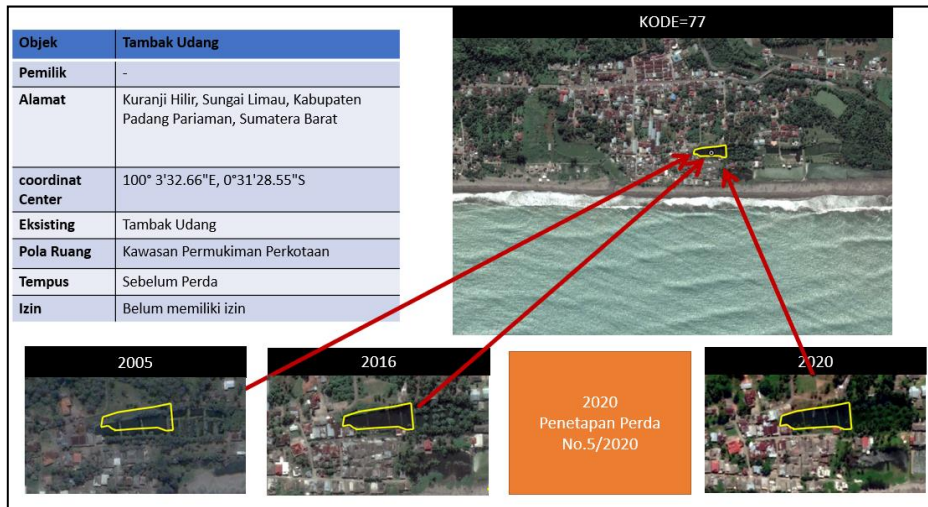 Objek Tambak Udang
Pemilik -
Alamat Kuranji Hilir, Sungai Limau, Kabupaten
Padang Pariaman, Sumatera Barat
coordinat 100° 3'32.66"E, 0°31'28.55"S
Center
Eksisting Tambak Udang
Pola Ruang Kawasan Permukiman Perkotaan
Tempus Sebelum Perda
Izin Belum memiliki izin
KODE=77
2005
2016
2020
Penetapan Perda
No.5/2020
2020